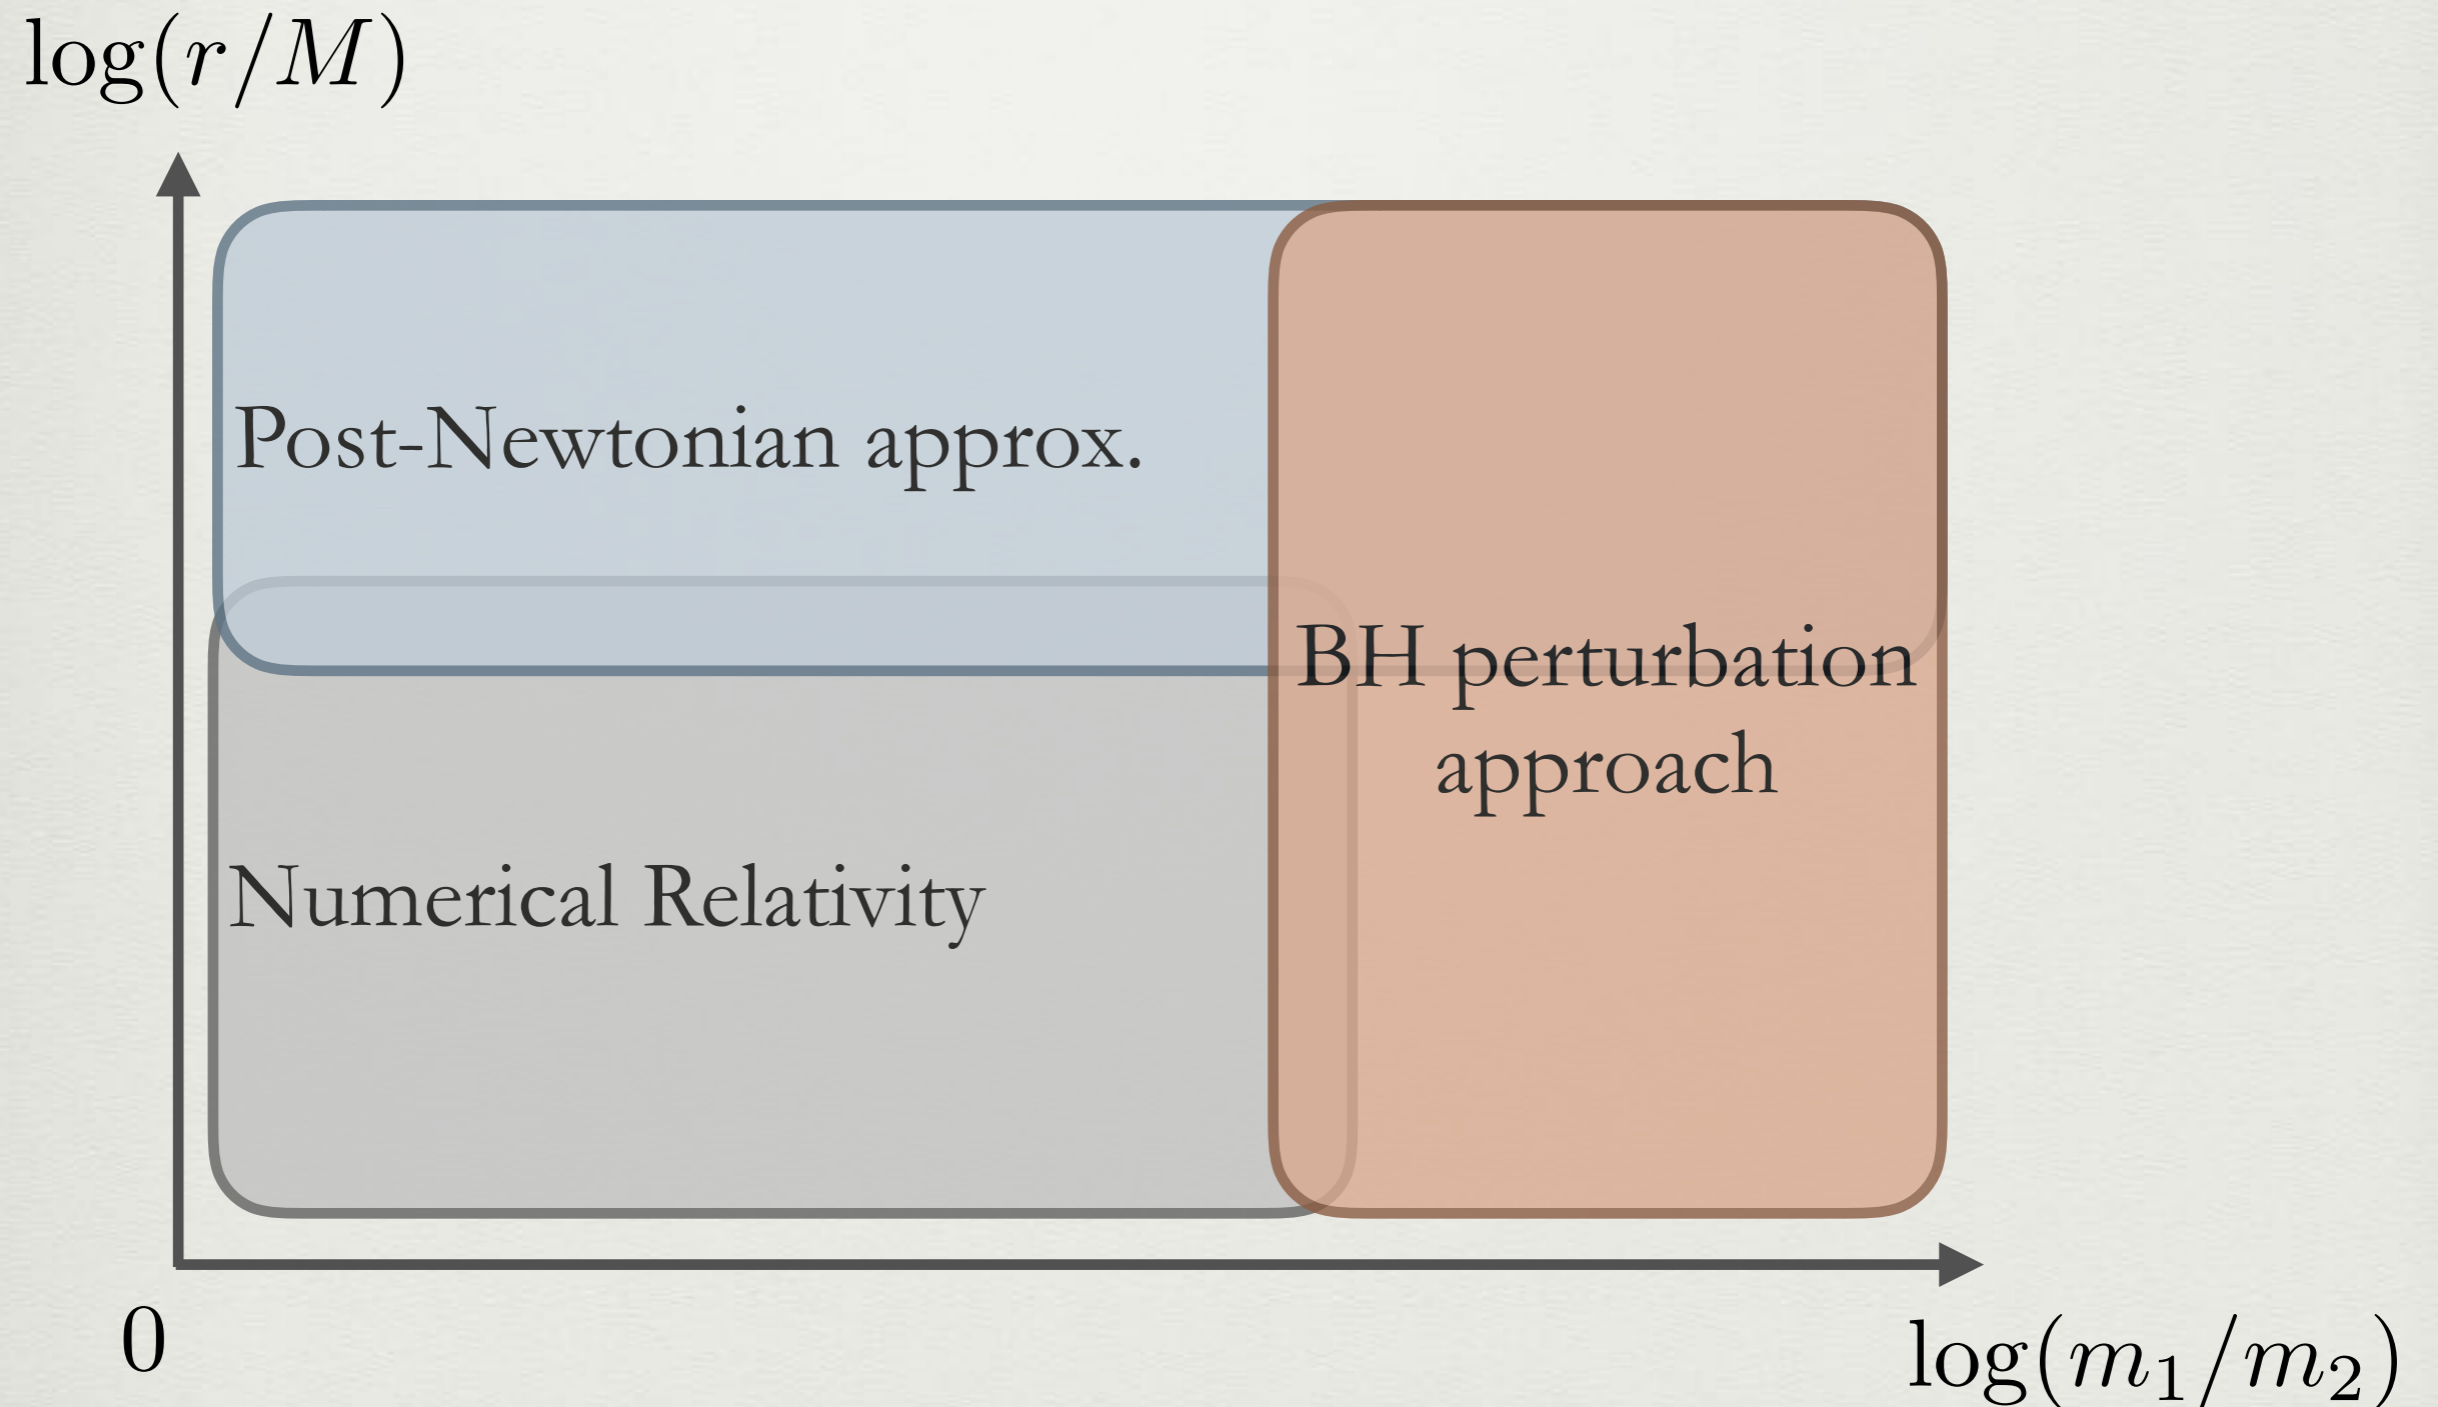 log(r/M)
Post-Newtonian approx.
BH perturbation
approach
Numerical Relativity
0
log(m₁/m₂)